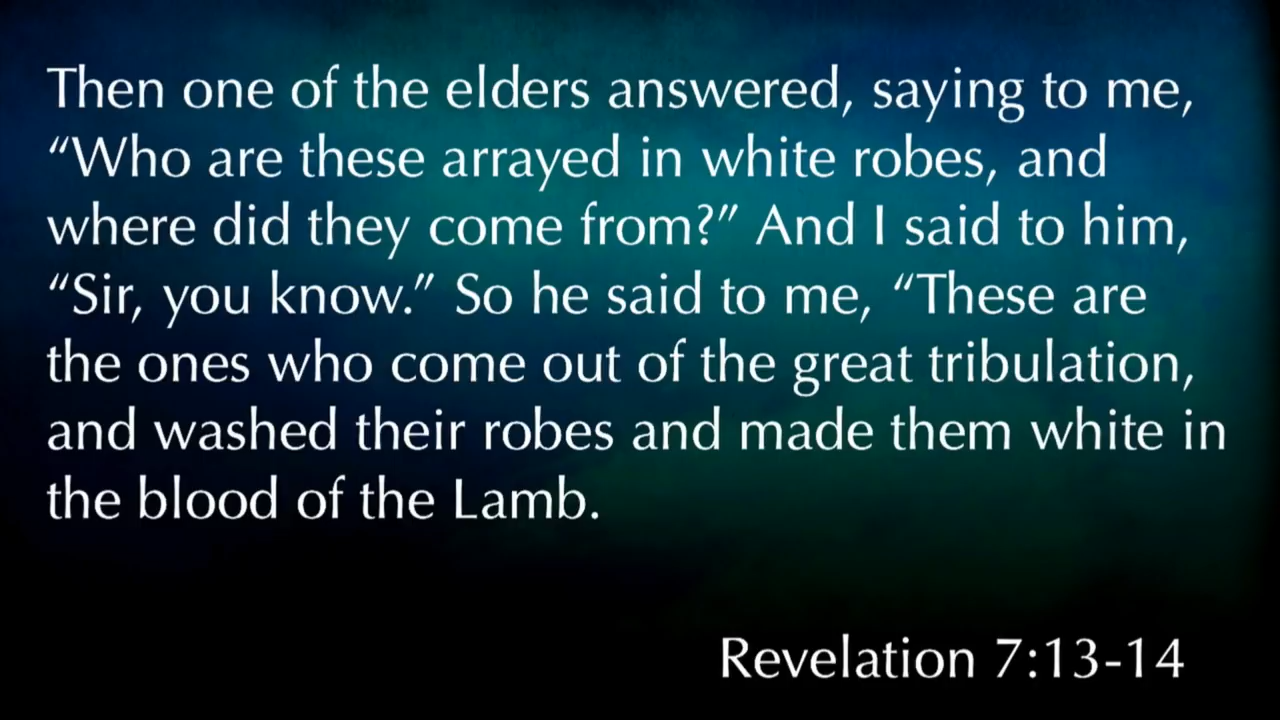 Then one of the elders answered, saying to me,
“Who are these arrayed in white robes, and
where did they come from?” And I said to him,
“Sir, you know.” So he said to me, “These are
the ones who come out of the great tribulation,
and washed their robes and made them white in
the blood of the Lamb.
Revelation 7:13-14